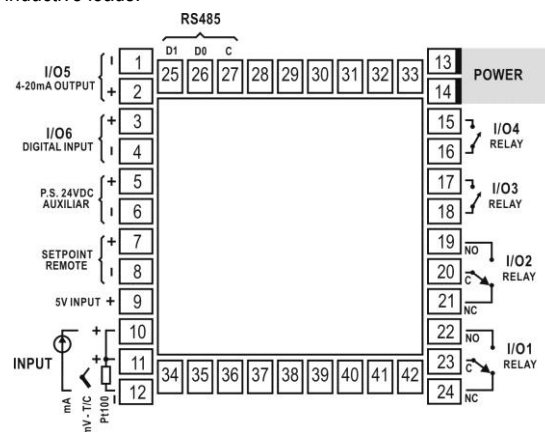 inductive loads.
RS485
D1 D0 C
1 25 26 27 28 29 30 31 32 33 13
I/O5
4-20mA OUTPUT
2 14
POWER
I/O6
DIGITAL INPUT
3
4
15
16
I/O4
RELAY
P.S. 24VDC
AUXILIAR
5
6
17
18
I/O3
RELAY
SETPOINT
REMOTE
7
8
19 NO
20 C
21 NC
I/O2
RELAY
5V INPUT + 9
INPUT
10
11
12
mA
mV - T/C
Pt100
34 35 36 37 38 39 40 41 42
22 NO
23 C
24 NC
I/O1
RELAY